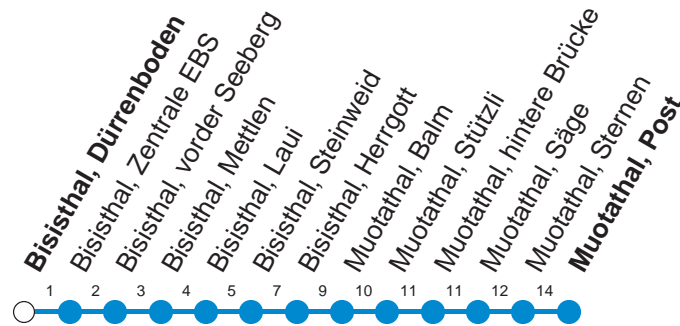 Bisisthal, Dürrenboden
Bisisthal, Zentrale EBS
Bisisthal, vorder Seeberg
Bisisthal, Mettlen
Bisisthal, Laui
Bisisthal, Steinweid
Bisisthal, Herrgott
Muotathal, Balm
Muotathal, Stützli
Muotathal, hintere Brücke
Muotathal, Säge
Muotathal, Sternen
Muotathal, Post
1 2 3 4 5 7 9 10 11 11 12 14